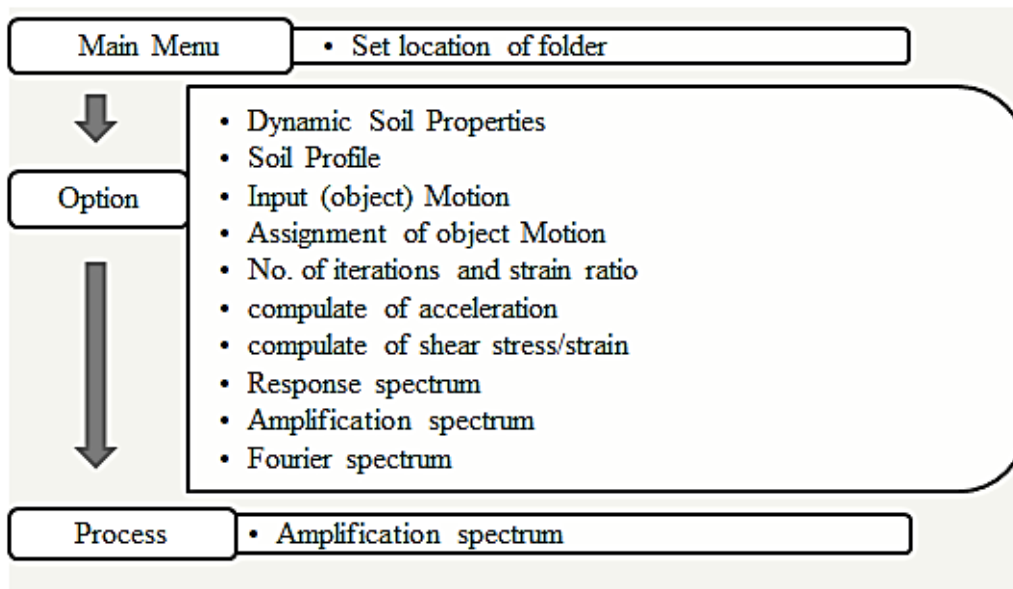 Main Menu
• Set location of folder
Option
• Dynamic Soil Properties
• Soil Profile
• Input (object) Motion
• Assignment of object Motion
• No. of iterations and strain ratio
• compulate of acceleration
• compulate of shear stress/strain
• Response spectrum
• Amplification spectrum
• Fourier spectrum
Process
• Amplification spectrum